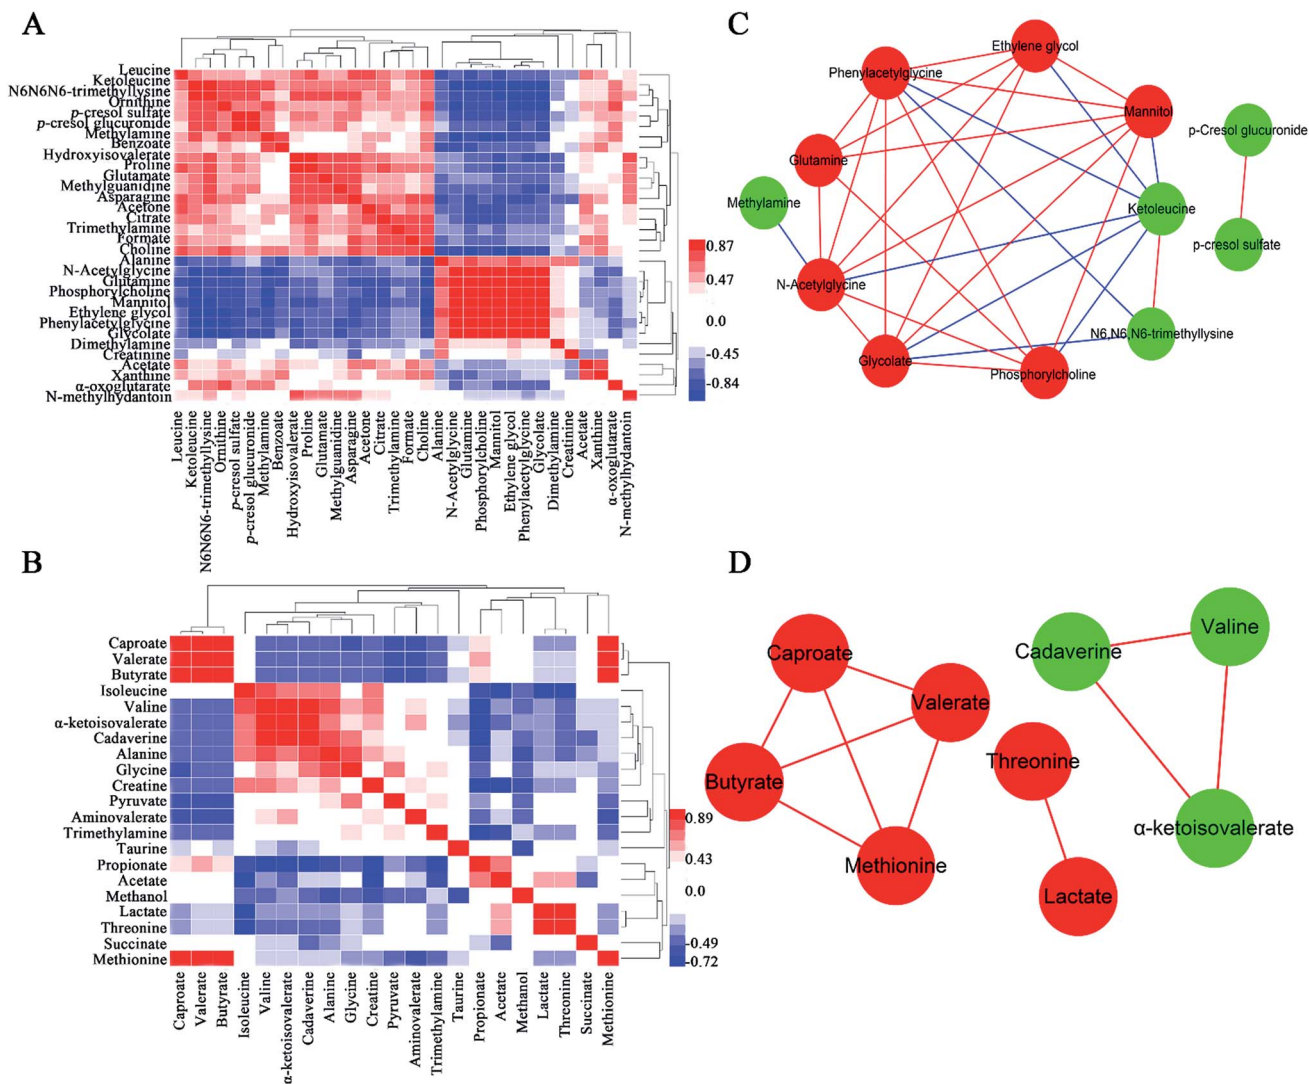 A
Leucine
Ketoleucine
N6N6N6-trimethyllysine
Ornithine
p-cresol sulfate
p-cresol glucuronide
Methylamine
Benzoate
Hydroxyisovalerate
Proline
Glutamate
Methylguanidine
Asparagine
Acetone
Citrate
Trimethylamine
Formate
Choline
Alanine
N-Acetylglycine
Glutamine
Phosphorylcholine
Mannitol
Ethylene glycol
Phenylacetylglycine
Glycolate
Dimethylamine
Creatinine
Acetate
Xanthine
α-oxoglutarate
N-methylhydantoin
0.87
0.47
0.0
-0.45
-0.84
Leucine
Ketoleucine
N6N6N6-trimethyllysine
Ornithine
p-cresol sulfate
p-cresol glucuronide
Methylamine
Benzoate
Hydroxyisovalerate
Proline
Glutamate
Methylguanidine
Asparagine
Acetone
Citrate
Trimethylamine
Formate
Choline
Alanine
N-Acetylglycine
Glutamine
Phosphorylcholine
Mannitol
Ethylene glycol
Phenylacetylglycine
Glycolate
Dimethylamine
Creatinine
Acetate
Xanthine
α-oxoglutarate
N-methylhydantoin
C
Ethylene glycol
Phenylacetylglycine
Mannitol
p-Cresol glucuronide
Glutamine
Methylamine
Ketoleucine
p-cresol sulfate
N-Acetylglycine
N6,N6,N6-trimethyllysine
Glycolate
Phosphorylcholine
B
Caproate
Valerate
Butyrate
Isoleucine
Valine
α-ketoisovalerate
Cadaverine
Alanine
Glycine
Creatine
Pyruvate
Aminovalerate
Trimethylamine
Taurine
Propionate
Acetate
Methanol
Lactate
Threonine
Succinate
Methionine
0.89
0.43
0.0
-0.49
-0.72
Caproate
Valerate
Butyrate
Isoleucine
Valine
α-ketoisovalerate
Cadaverine
Alanine
Glycine
Creatine
Pyruvate
Aminovalerate
Trimethylamine
Taurine
Propionate
Acetate
Methanol
Lactate
Threonine
Succinate
Methionine
D
Caproate
Cadaverine
Valine
Valerate
Threonine
Butyrate
α-ketoisovalerate
Methionine
Lactate